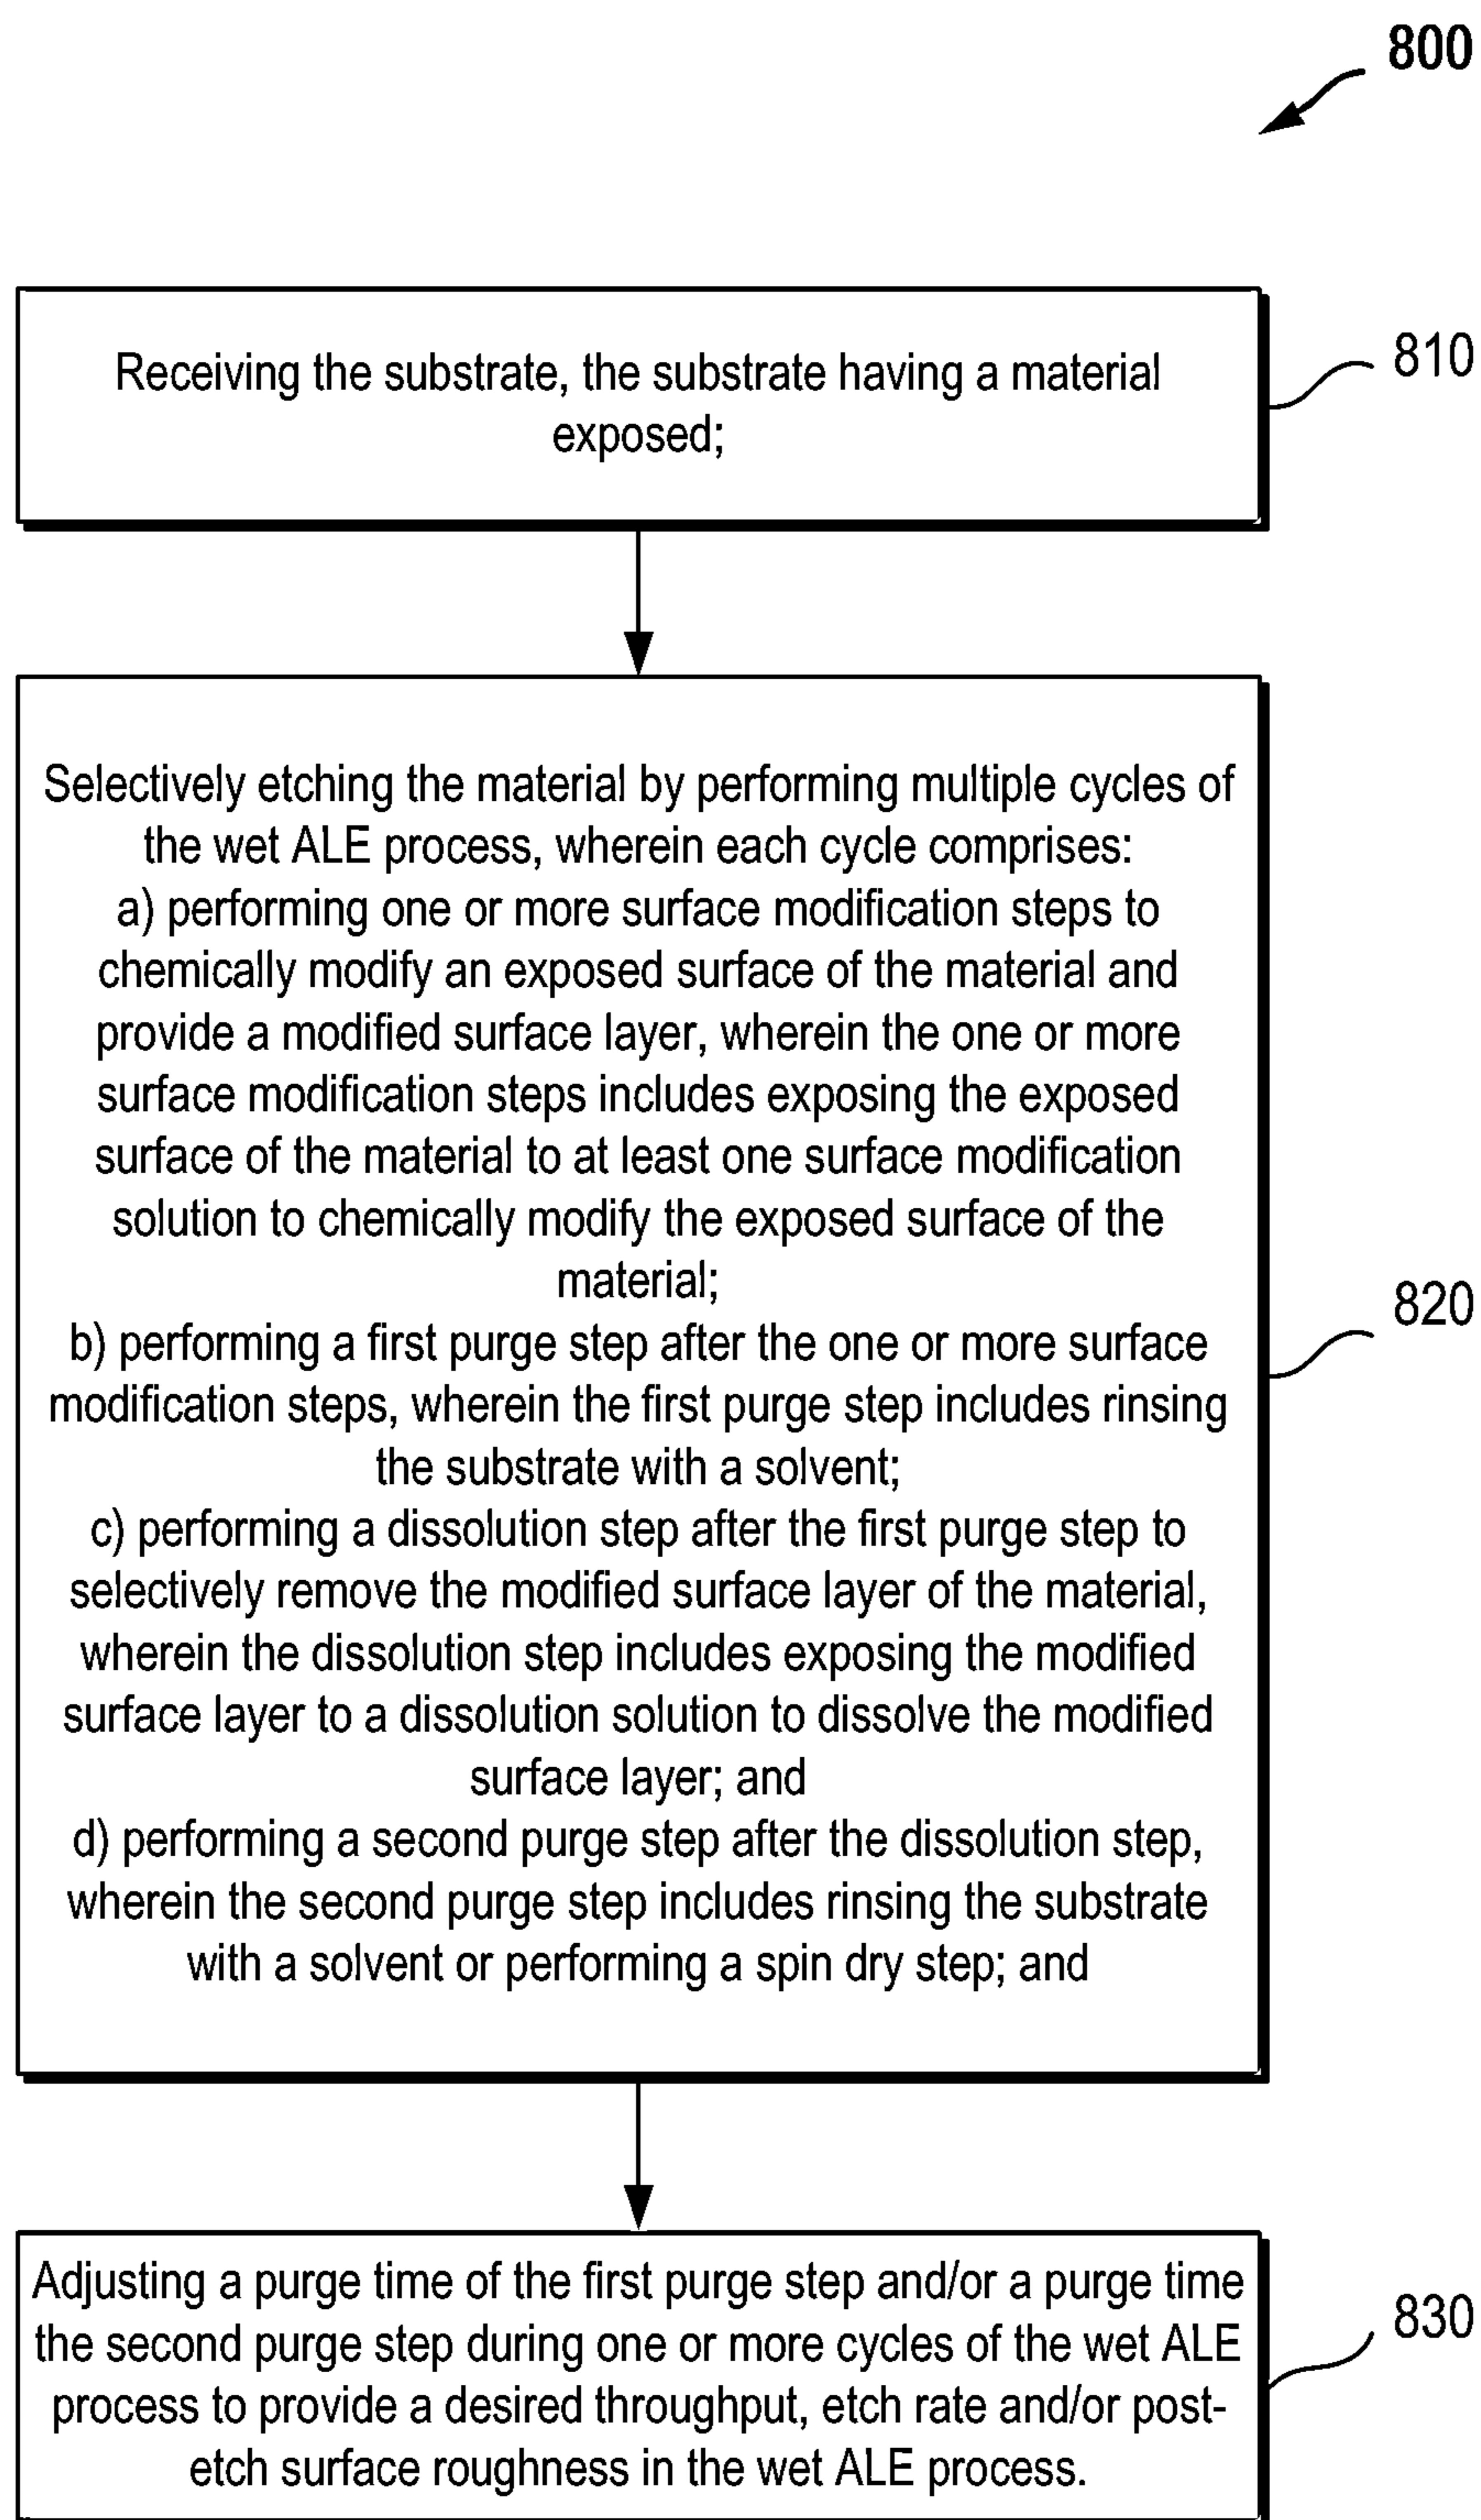 800
Receiving the substrate, the substrate having a material
exposed;
810
Selectively etching the material by performing multiple cycles of
the wet ALE process, wherein each cycle comprises:
a) performing one or more surface modification steps to
chemically modify an exposed surface of the material and
provide a modified surface layer, wherein the one or more
surface modification steps includes exposing the exposed
surface of the material to at least one surface modification
solution to chemically modify the exposed surface of the
material;
b) performing a first purge step after the one or more surface
modification steps, wherein the first purge step includes rinsing
the substrate with a solvent;
c) performing a dissolution step after the first purge step to
selectively remove the modified surface layer of the material,
wherein the dissolution step includes exposing the modified
surface layer to a dissolution solution to dissolve the modified
surface layer; and
d) performing a second purge step after the dissolution step,
wherein the second purge step includes rinsing the substrate
with a solvent or performing a spin dry step; and
820
Adjusting a purge time of the first purge step and/or a purge time
the second purge step during one or more cycles of the wet ALE
process to provide a desired throughput, etch rate and/or post-
etch surface roughness in the wet ALE process.
830